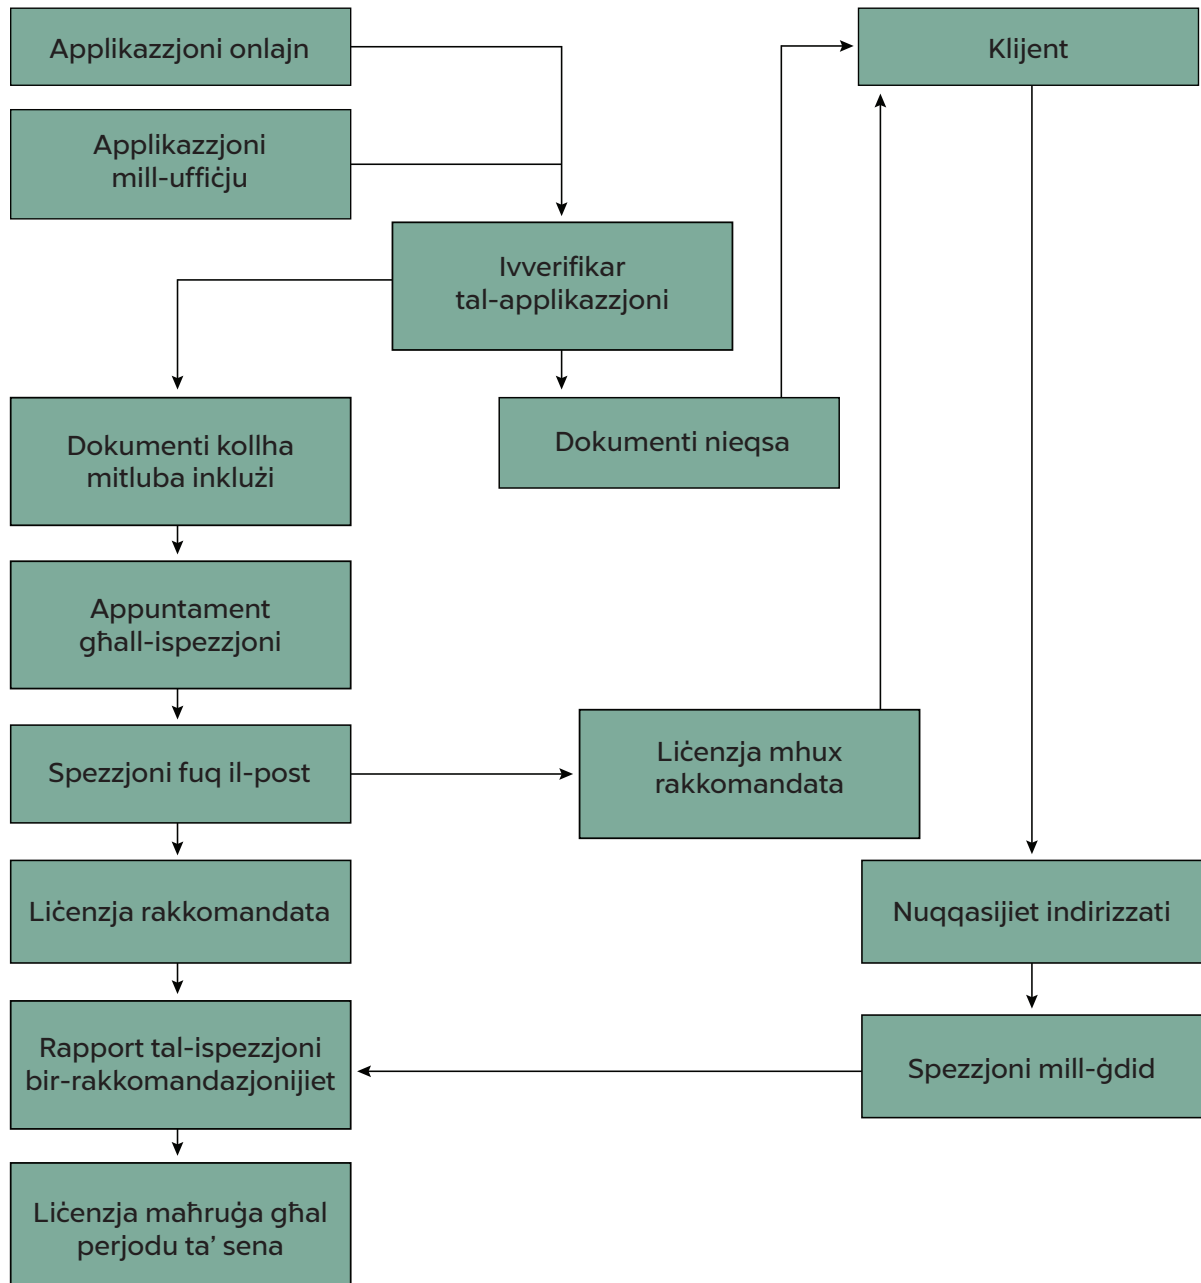 Applikazzjoni onlajn
Klijent
Applikazzjoni
mill-uffiċju
Ivverifikar
tal-applikazzjoni
Dokumenti kollha
mitluba inklużi
Dokumenti nieqsa
Appuntament
għall-ispezzjoni
Spezzjoni fuq il-post
Liċenzja mhux
rakkomandata
Liċenzja rakkomandata
Nuqqasijiet indirizzati
Rapport tal-ispezzjoni
bir-rakkomandazjonijiet
Spezzjoni mill-ġdid
Liċenzja maħruġa għal
perjodu ta’ sena